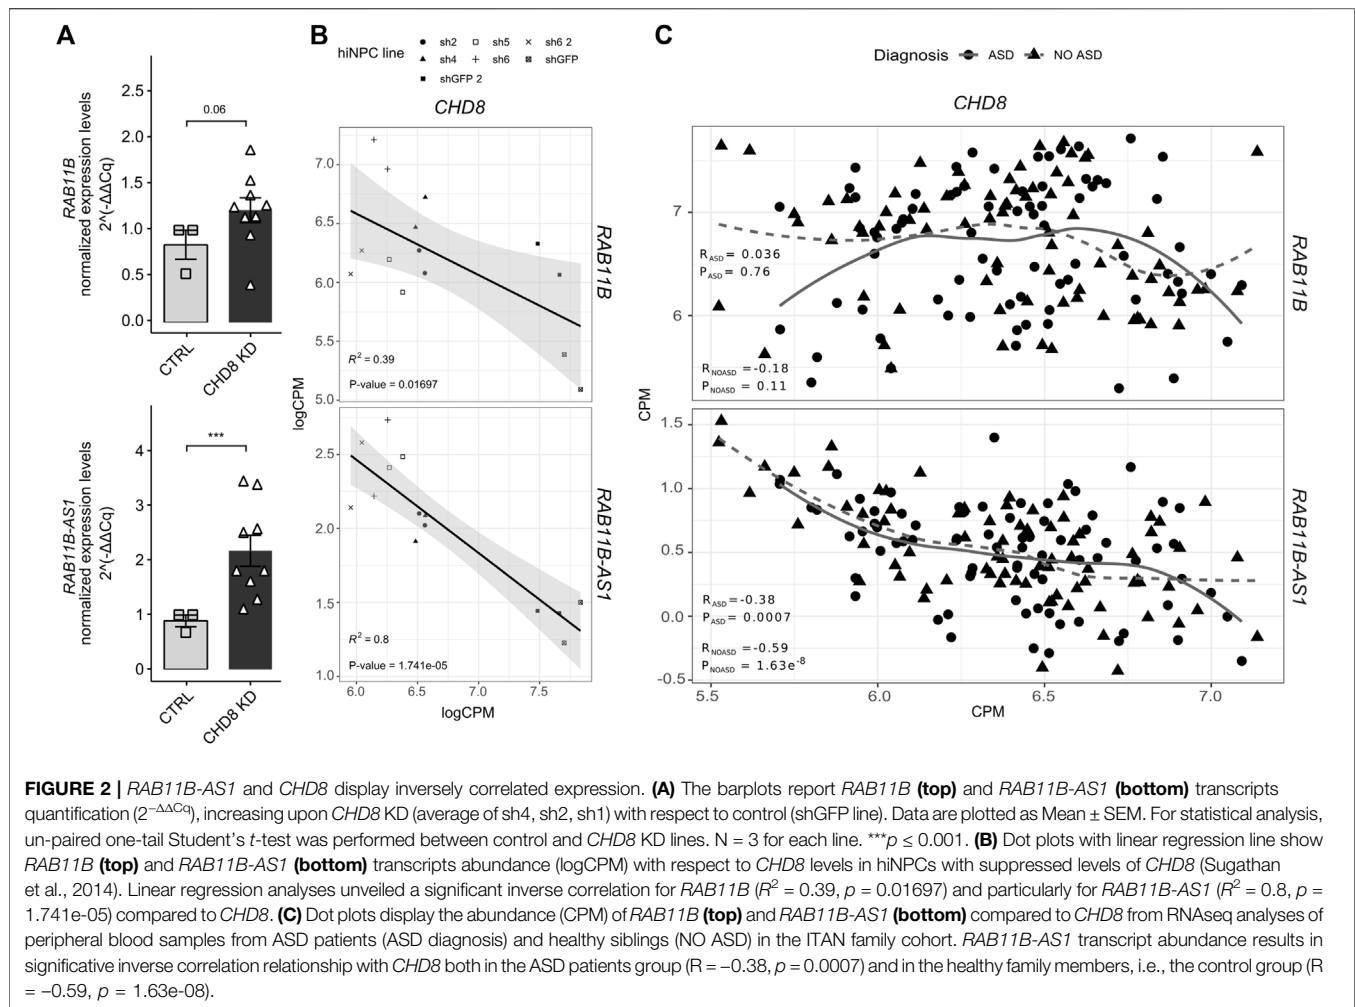 A
B
C
RAB11B
normalized expression levels
2^(-ΔΔCq)
2.5
2.0
1.5
1.0
0.5
0.0
0.06
CTRL
CHD8 KD
RAB11B-AS1
normalized expression levels
2^(-ΔΔCq)
4
3
2
1
0
***
CTRL
CHD8 KD
hiNPC line
sh2
sh5
sh6 2
sh4
sh6
shGFP
shGFP 2
CHD8
7.0
6.5
6.0
5.5
5.0
R² = 0.39
P-value = 0.01697
RAB11B
logCPM
2.5
2.0
1.5
1.0
R² = 0.8
P-value = 1.741e-05
RAB11B-AS1
6.0 6.5 7.0 7.5
logCPM
Diagnosis ASD NO ASD
CHD8
7
6
R_ASD = 0.036
P_ASD = 0.76
R_NOASD = -0.18
P_NOASD = 0.11
RAB11B
CPM
1.5
1.0
0.5
0.0
-0.5
R_ASD = -0.38
P_ASD = 0.0007
R_NOASD = -0.59
P_NOASD = 1.63e⁻⁸
RAB11B-AS1
5.5 6.0 6.5 7.0
CPM
FIGURE 2 | RAB11B-AS1 and CHD8 display inversely correlated expression. (A) The barplots report RAB11B (top) and RAB11B-AS1 (bottom) transcripts
quantification (2⁻ΔΔCq), increasing upon CHD8 KD (average of sh4, sh2, sh1) with respect to control (shGFP line). Data are plotted as Mean ± SEM. For statistical analysis,
un-paired one-tail Student's t-test was performed between control and CHD8 KD lines. N = 3 for each line. ***p ≤ 0.001. (B) Dot plots with linear regression line show
RAB11B (top) and RAB11B-AS1 (bottom) transcripts abundance (logCPM) with respect to CHD8 levels in hiNPCs with suppressed levels of CHD8 (Sugathan
et al., 2014). Linear regression analyses unveiled a significant inverse correlation for RAB11B (R² = 0.39, p = 0.01697) and particularly for RAB11B-AS1 (R² = 0.8, p =
1.741e-05) compared to CHD8. (C) Dot plots display the abundance (CPM) of RAB11B (top) and RAB11B-AS1 (bottom) compared to CHD8 from RNAseq analyses of
peripheral blood samples from ASD patients (ASD diagnosis) and healthy siblings (NO ASD) in the ITAN family cohort. RAB11B-AS1 transcript abundance results in
significative inverse correlation relationship with CHD8 both in the ASD patients group (R = −0.38, p = 0.0007) and in the healthy family members, i.e., the control group (R
= −0.59, p = 1.63e-08).